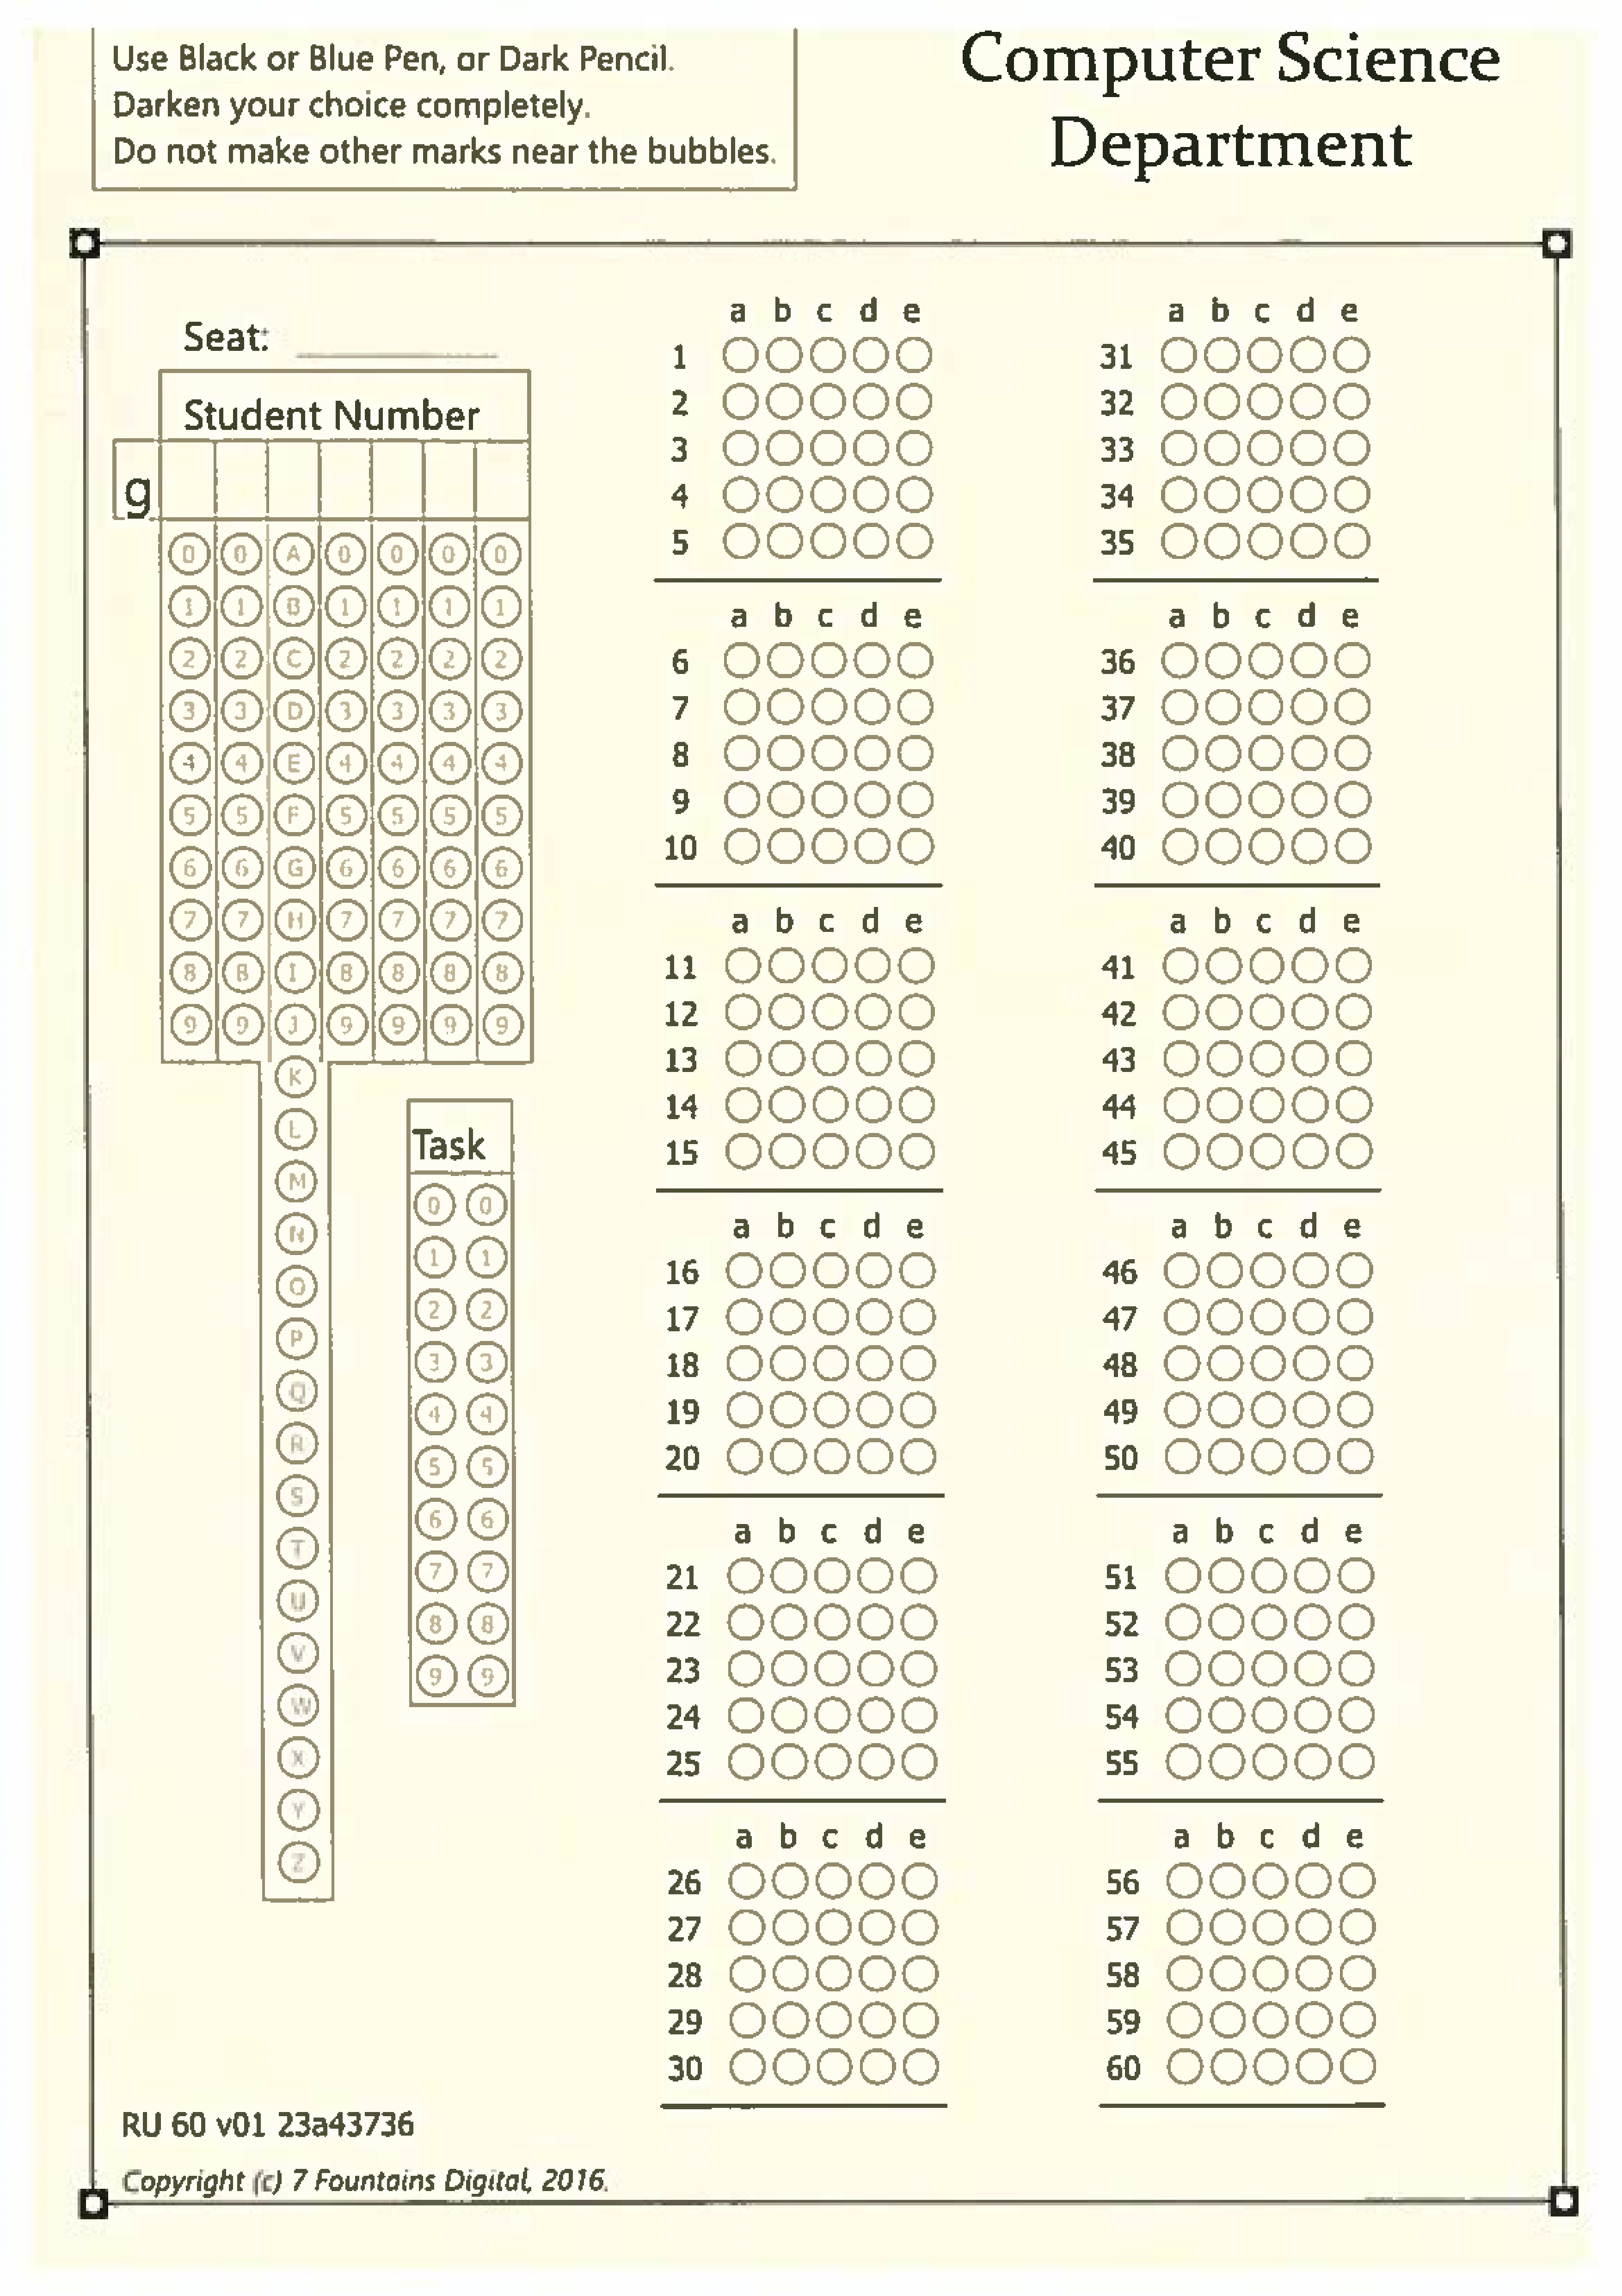 Use Black or Blue Pen, or Dark Pencil.
Darken your choice completely.
Do not make other marks near the bubbles.
Computer Science
Department
Seat:
Student Number
g
0 0 A 0 0 0 0
1 1 B 1 1 1 1
2 2 C 2 2 2 2
3 3 D 3 3 3 3
4 4 E 4 4 4 4
5 5 F 5 5 5 5
6 6 G 6 6 6 6
7 7 H 7 7 7 7
8 8 I 8 8 8 8
9 9 J 9 9 9 9
K
L
M
N
O
P
Q
R
S
T
U
V
W
X
Y
Z
Task
0 0
1 1
2 2
3 3
4 4
5 5
6 6
7 7
8 8
9 9
a b c d e
1
2
3
4
5
a b c d e
6
7
8
9
10
a b c d e
11
12
13
14
15
a b c d e
16
17
18
19
20
a b c d e
21
22
23
24
25
a b c d e
26
27
28
29
30
a b c d e
31
32
33
34
35
a b c d e
36
37
38
39
40
a b c d e
41
42
43
44
45
a b c d e
46
47
48
49
50
a b c d e
51
52
53
54
55
a b c d e
56
57
58
59
60
RU 60 v01 23a43736
Copyright (c) 7 Fountains Digital, 2016.